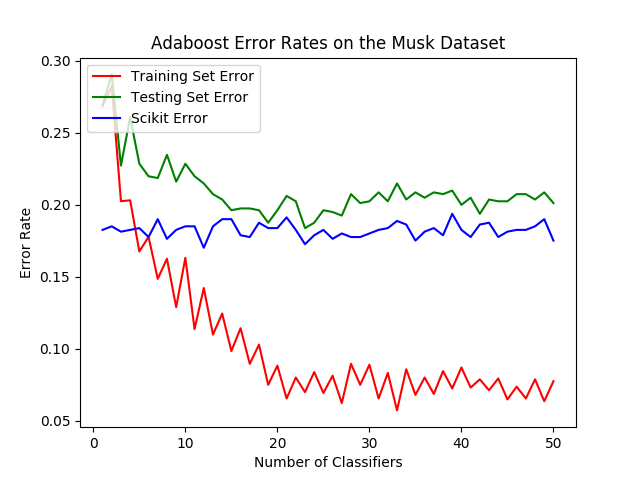 Adaboost Error Rates on the Musk Dataset
0.30
0.25
0.20
0.15
0.10
0.05
Error Rate
Training Set Error
Testing Set Error
Scikit Error
0
10
20
30
40
50
Number of Classifiers